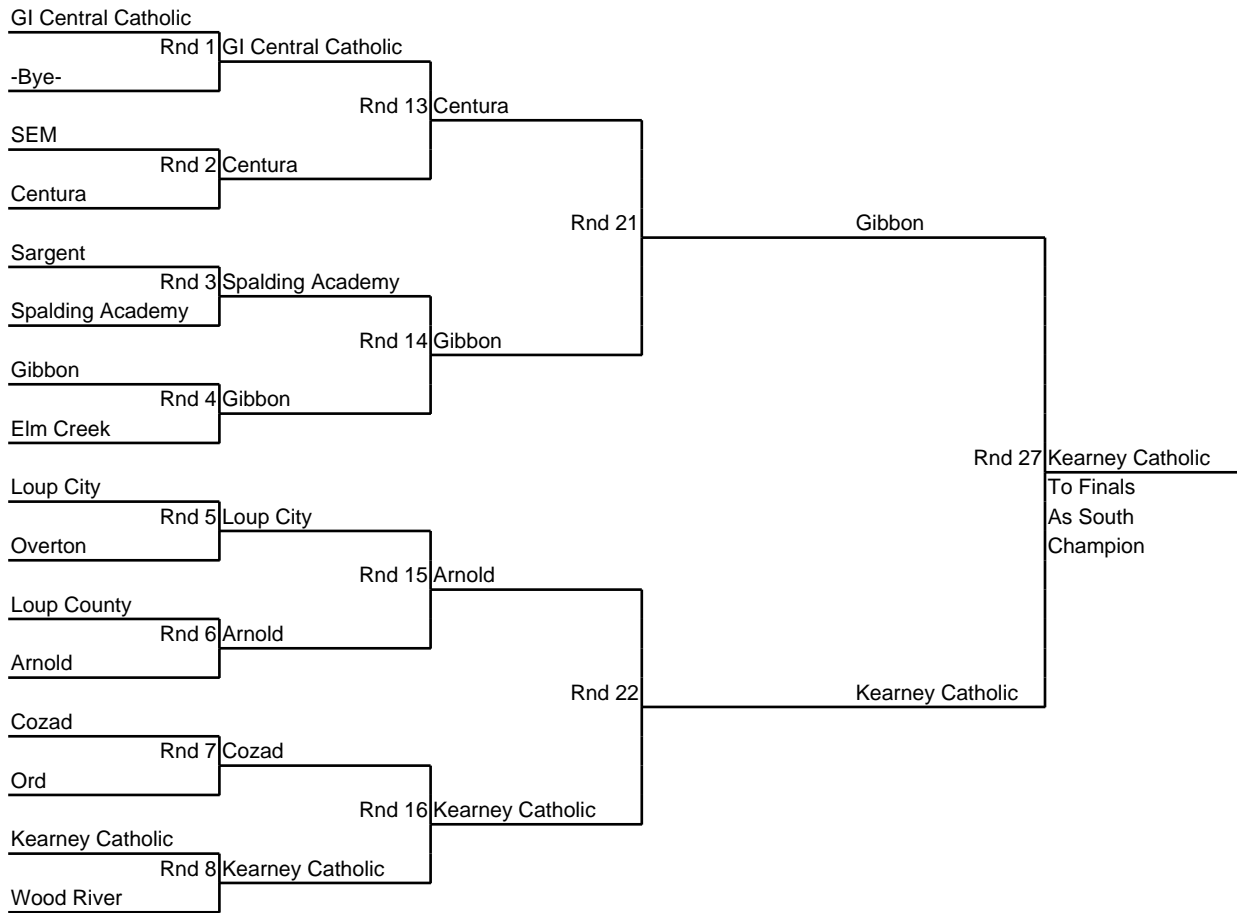 GI Central Catholic
Rnd 1 GI Central Catholic
-Bye-
Rnd 13 Centura
SEM
Rnd 2 Centura
Centura
Rnd 21 Gibbon
Sargent
Rnd 3 Spalding Academy
Spalding Academy
Rnd 14 Gibbon
Gibbon
Rnd 4 Gibbon
Elm Creek
Rnd 27 Kearney Catholic
Loup City
To Finals
Rnd 5 Loup City
As South
Overton
Champion
Rnd 15 Arnold
Loup County
Rnd 6 Arnold
Arnold
Rnd 22 Kearney Catholic
Cozad
Rnd 7 Cozad
Ord
Rnd 16 Kearney Catholic
Kearney Catholic
Rnd 8 Kearney Catholic
Wood River